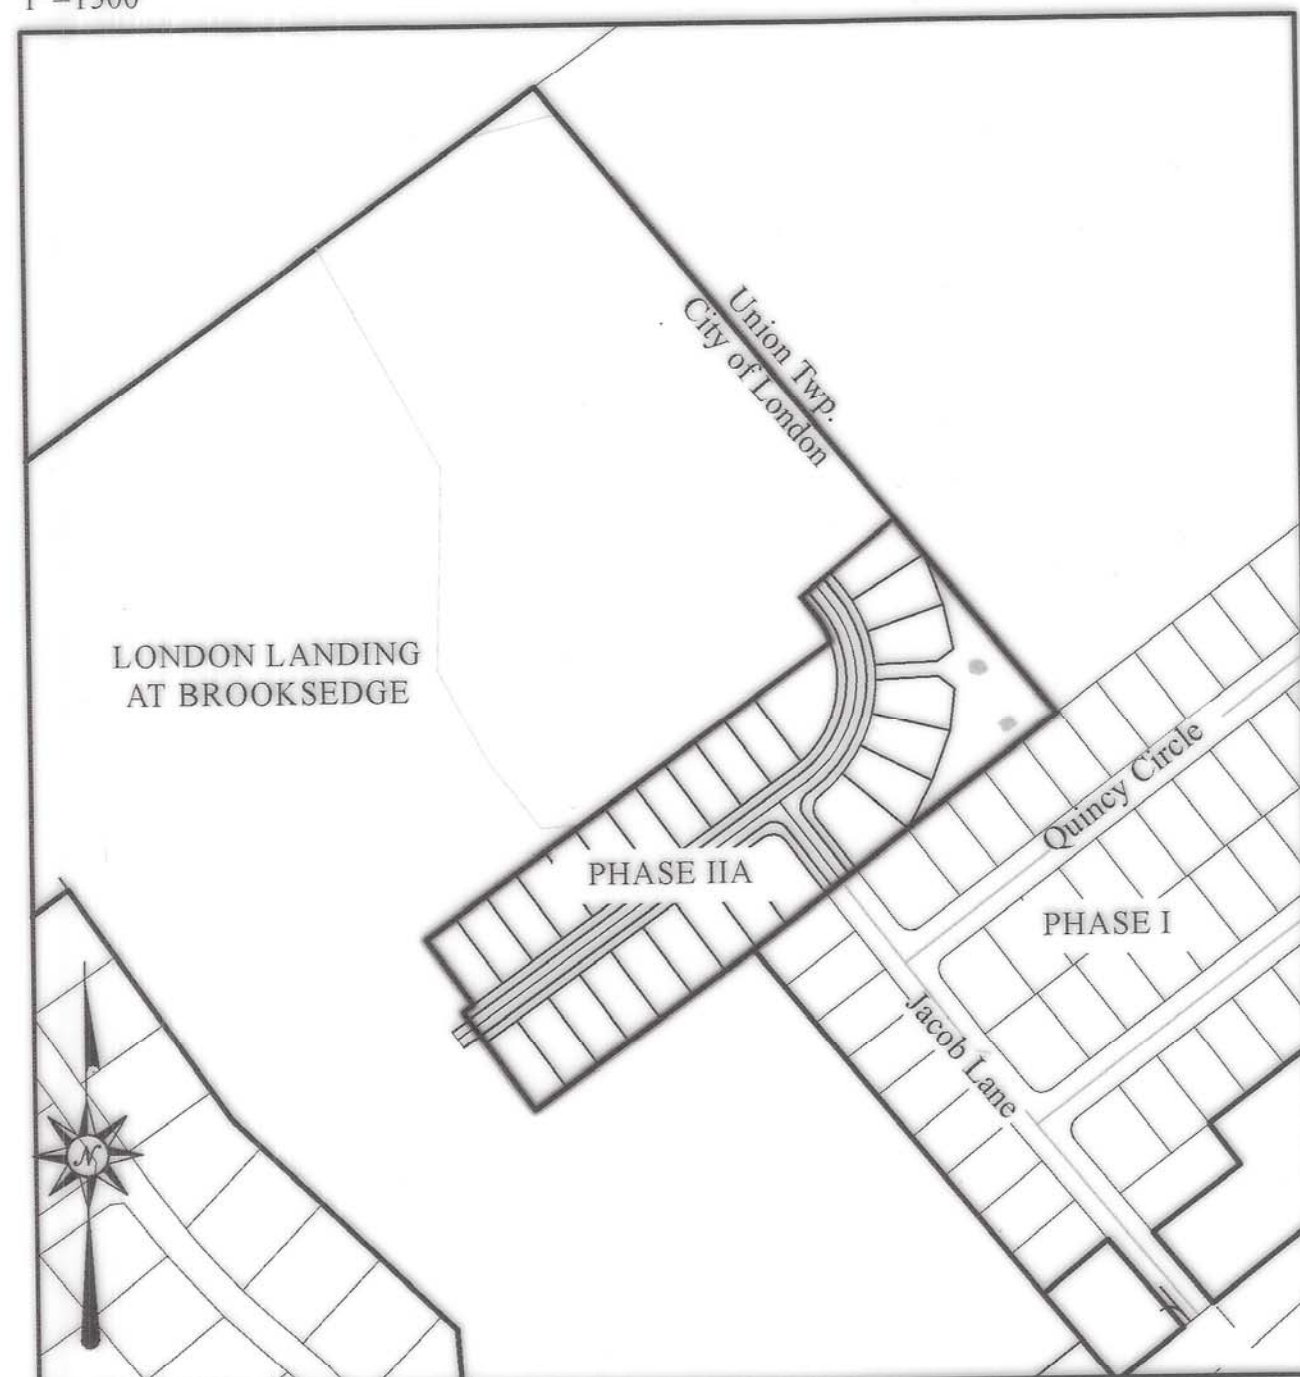 Union Twp.
City of London
LONDON LANDING
AT BROOKSEDGE
Quincy Circle
PHASE IIA
PHASE I
Jacob Lane
N